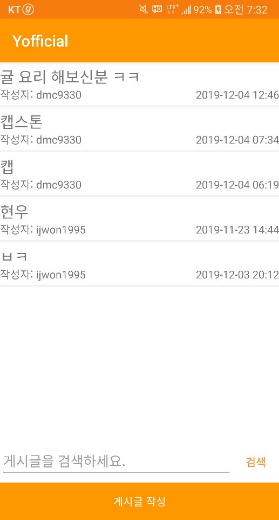 KT 92% 오전 7:32
Yofficial
귤 요리 해보신분 ㅋㅋ
작성자: dmc9330 2019-12-04 12:46
캡스톤
작성자: dmc9330 2019-12-04 07:34
캡
작성자: dmc9330 2019-12-04 06:19
현우
작성자: ijwon1995 2019-11-23 14:44
ㅂㅋ
작성자: ijwon1995 2019-12-03 20:12
게시글을 검색하세요. 검색
게시글 작성